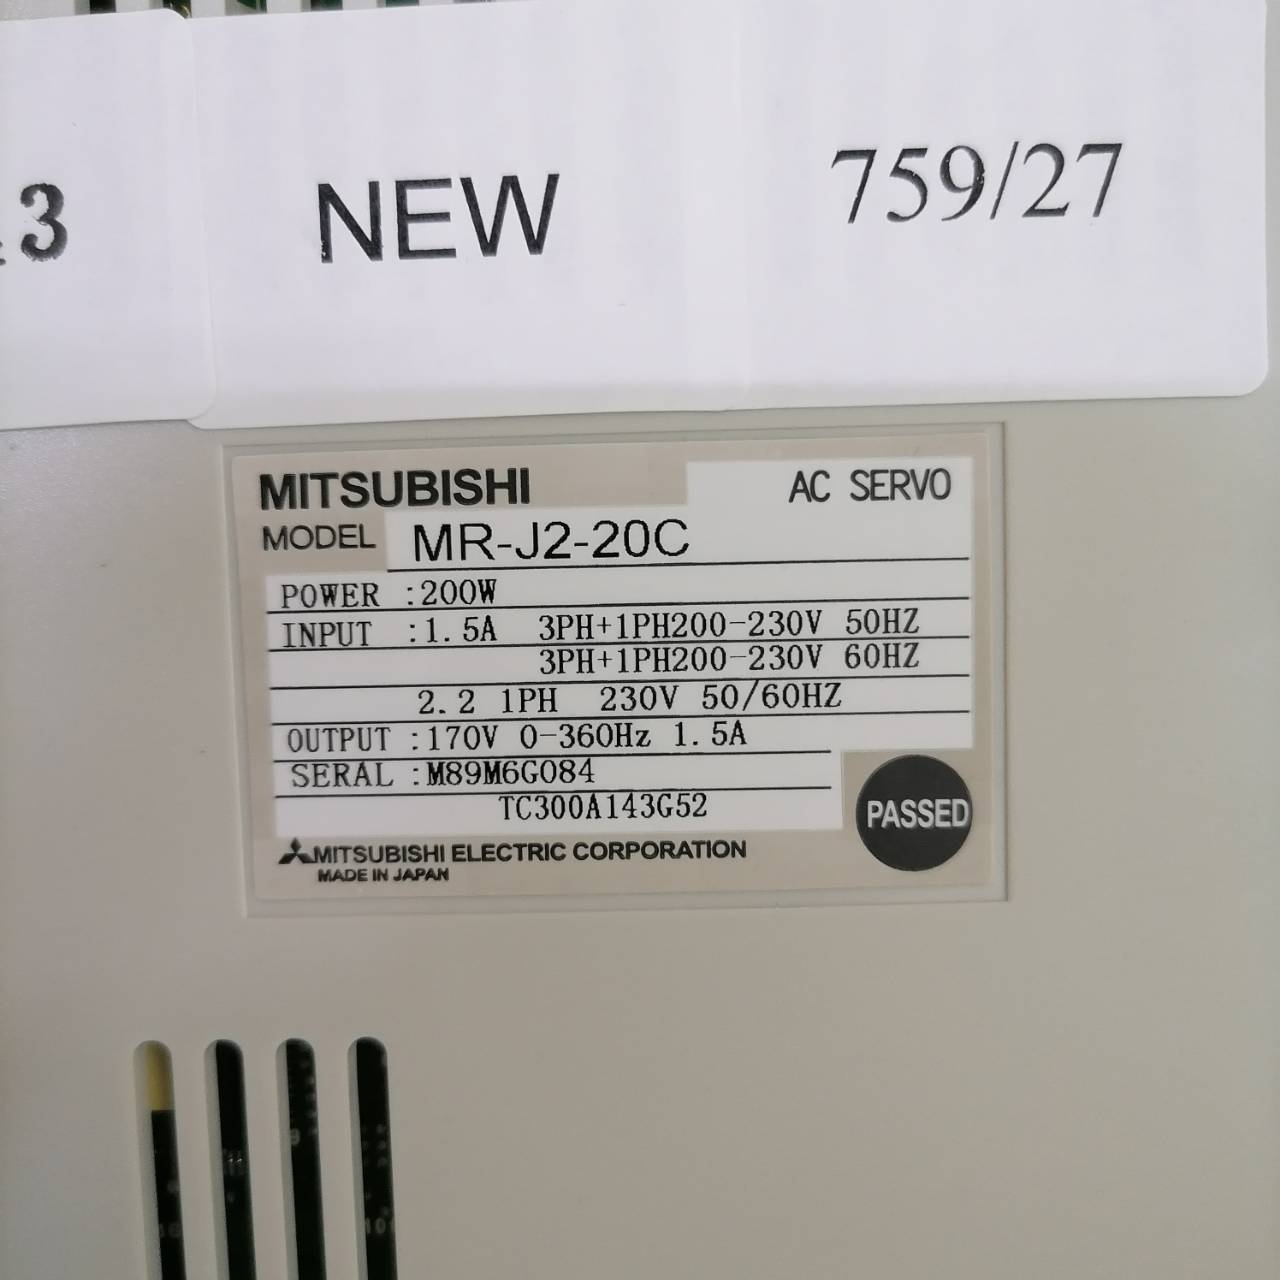 3
NEW
759/27
MITSUBISHI
AC SERVO
MODEL MR-J2-20C
POWER :200W
INPUT :1.5A 3PH+1PH200-230V 50HZ
3PH+1PH200-230V 60HZ
2.2 1PH 230V 50/60HZ
OUTPUT :170V 0-360Hz 1.5A
SERAL :M89M6G084
TC300A143G52
PASSED
MITSUBISHI ELECTRIC CORPORATION
MADE IN JAPAN